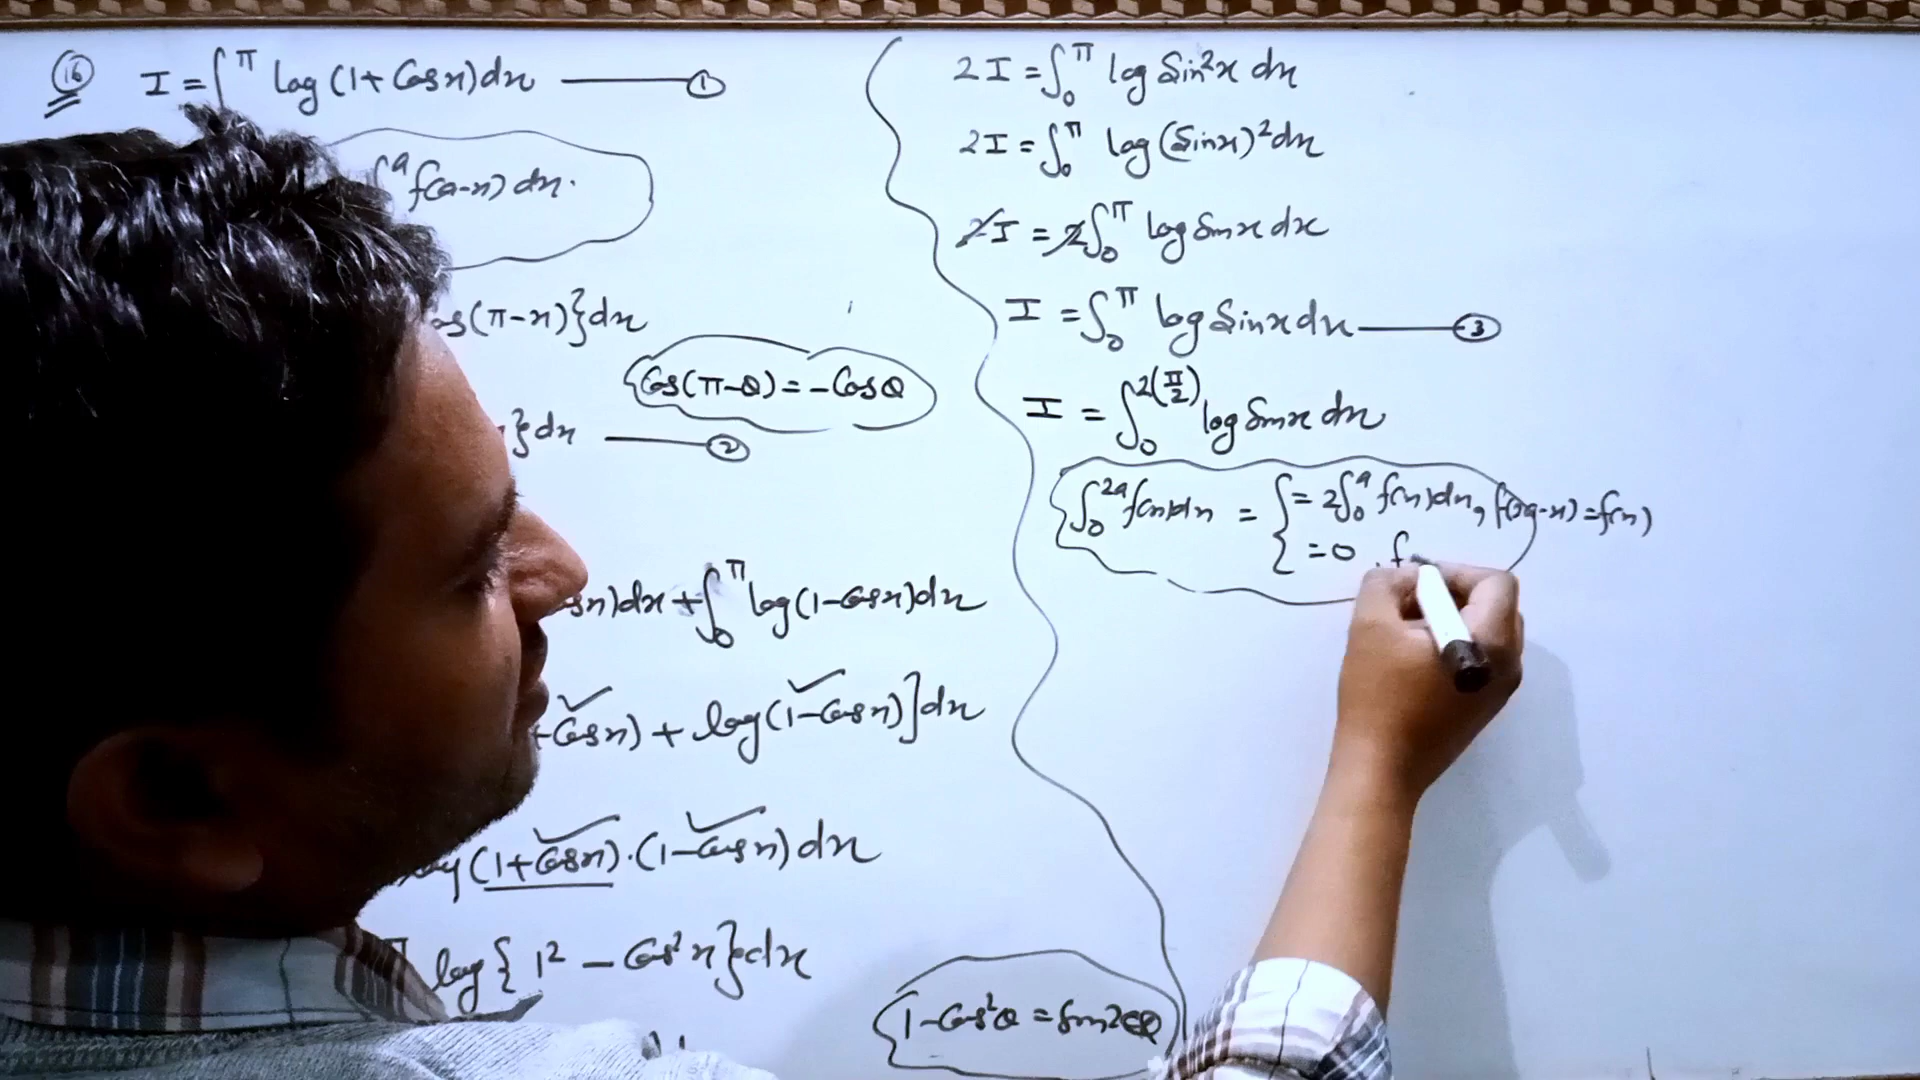 16 I = ∫ π log (1+Cosx)dx ——— 1
∫ a f(a-x) dx.
os(π-x)}dx
Cos(π-θ) = -Cosθ
}dx ——— 2
sx)dx + ∫0 π log(1-Cosx)dx
+Cosx) + log(1-Cosx)]dx
(1+Cosx).(1-Cosx)dx
log{1² - Cos²x}dx
1-Cos²θ = Sin²θ
2I = ∫0 π log Sin²x dx
2I = ∫0 π log(Sinx)²dx
2I = 2∫0 π log Sinx dx
I = ∫0 π log Sinx dx ——— 3
I = ∫0 2(π/2) log Sinx dx
∫0 2a f(x)dx = { = 2∫0 a f(x)dx, f(2a-x)=f(x)
{ = 0, f